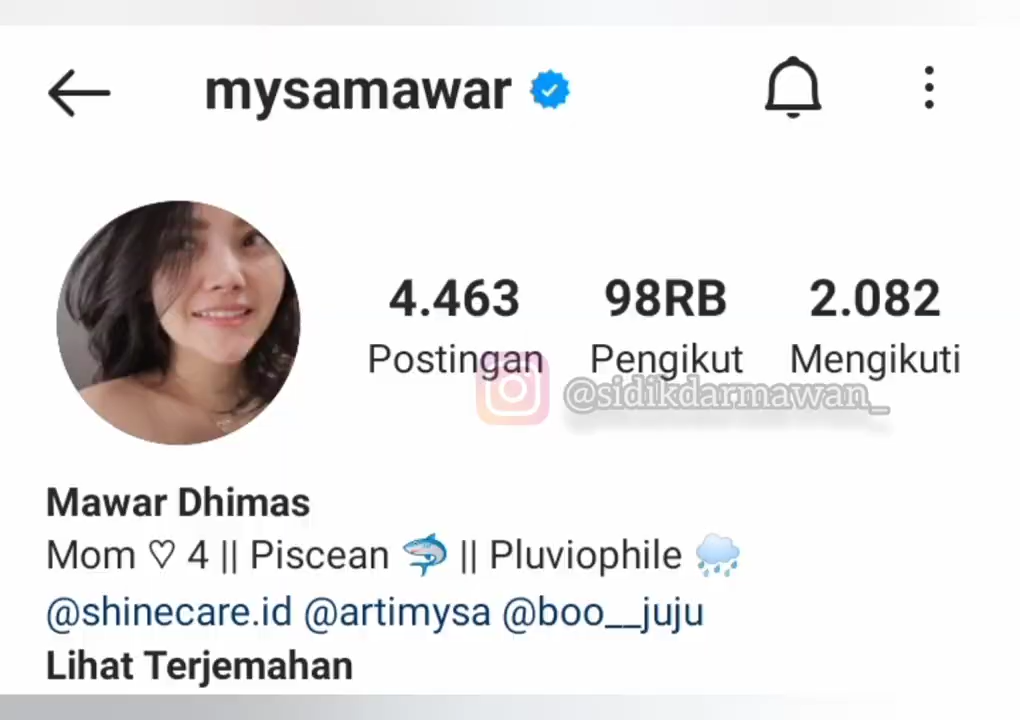 mysamawar
4.463 98RB 2.082
Postingan Pengikut Mengikuti
@sidikdarmawan_
Mawar Dhimas
Mom ♡ 4 || Piscean 🦈 || Pluviophile 🌧️
@shinecare.id @artimysa @boo__juju
Lihat Terjemahan